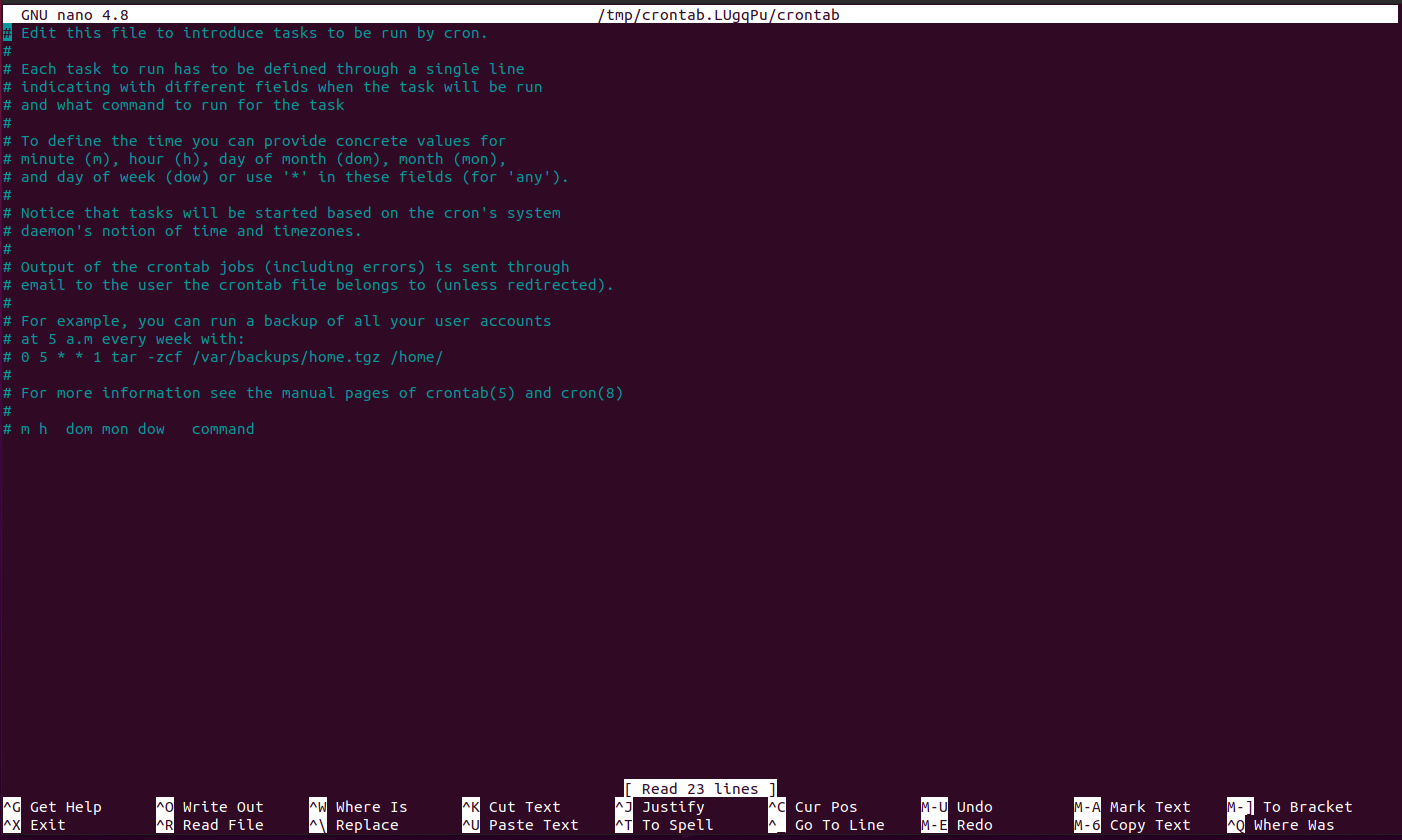 GNU nano 4.8 /tmp/crontab.LUgqPu/crontab
# Edit this file to introduce tasks to be run by cron.
#
# Each task to run has to be defined through a single line
# indicating with different fields when the task will be run
# and what command to run for the task
#
# To define the time you can provide concrete values for
# minute (m), hour (h), day of month (dom), month (mon),
# and day of week (dow) or use '*' in these fields (for 'any').
#
# Notice that tasks will be started based on the cron's system
# daemon's notion of time and timezones.
#
# Output of the crontab jobs (including errors) is sent through
# email to the user the crontab file belongs to (unless redirected).
#
# For example, you can run a backup of all your user accounts
# at 5 a.m every week with:
# 0 5 * * 1 tar -zcf /var/backups/home.tgz /home/
#
# For more information see the manual pages of crontab(5) and cron(8)
#
# m h  dom mon dow   command
[ Read 23 lines ]
^G Get Help ^O Write Out ^W Where Is ^K Cut Text ^J Justify ^C Cur Pos M-U Undo M-A Mark Text M-] To Bracket
^X Exit ^R Read File ^\ Replace ^U Paste Text ^T To Spell ^_ Go To Line M-E Redo M-6 Copy Text ^Q Where Was